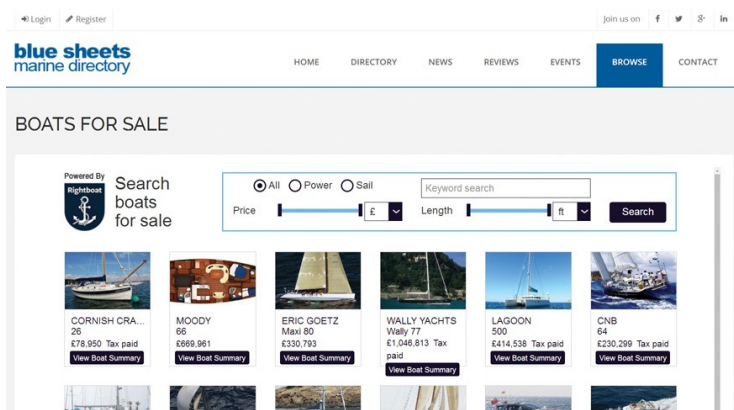 Login Register Join us on
blue sheets
marine directory
HOME DIRECTORY NEWS REVIEWS EVENTS BROWSE CONTACT
BOATS FOR SALE
Powered By
Rightboat
Search
boats
for sale
All Power Sail
Keyword search
Price £ Length ft Search
CORNISH CRA...
26
£78,950 Tax paid
View Boat Summary
MOODY
66
£669,961
View Boat Summary
ERIC GOETZ
Maxi 80
£330,793
View Boat Summary
WALLY YACHTS
Wally 77
£1,046,813 Tax
paid
View Boat Summary
LAGOON
500
£414,538 Tax paid
View Boat Summary
CNB
64
£230,299 Tax paid
View Boat Summary